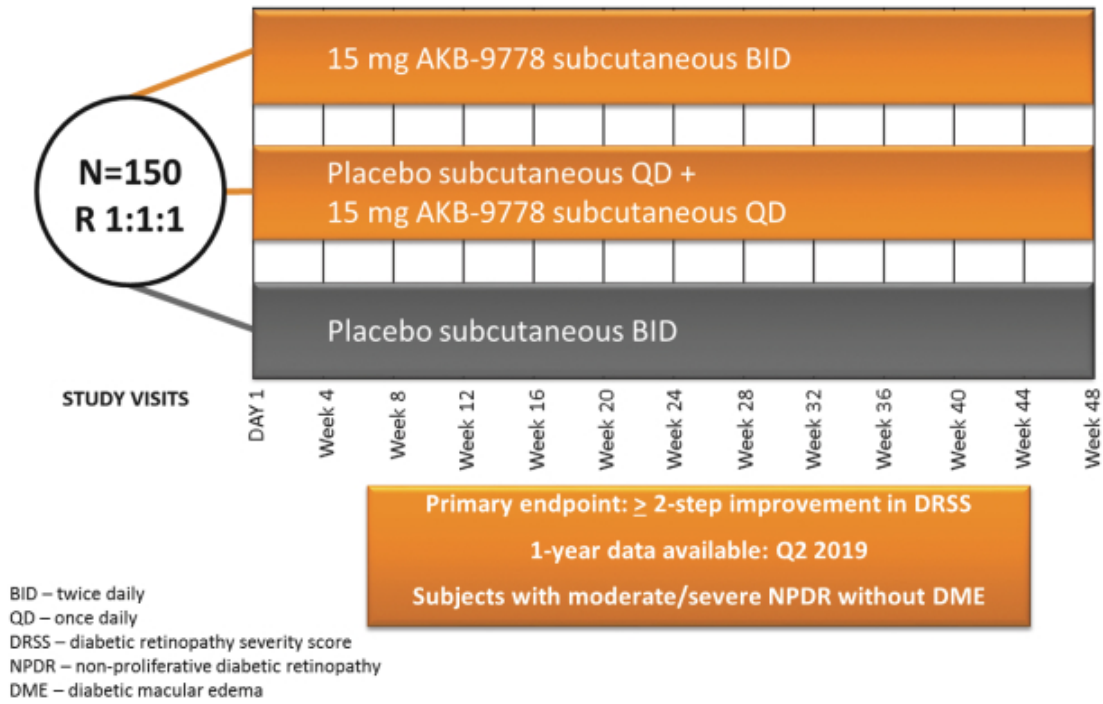 15 mg AKB-9778 subcutaneous BID
N=150
R 1:1:1
Placebo subcutaneous QD +
15 mg AKB-9778 subcutaneous QD
Placebo subcutaneous BID
STUDY VISITS
DAY 1
Week 4
Week 8
Week 12
Week 16
Week 20
Week 24
Week 28
Week 32
Week 36
Week 40
Week 44
Week 48
Primary endpoint: ≥ 2-step improvement in DRSS
1-year data available: Q2 2019
Subjects with moderate/severe NPDR without DME
BID – twice daily
QD – once daily
DRSS – diabetic retinopathy severity score
NPDR – non-proliferative diabetic retinopathy
DME – diabetic macular edema